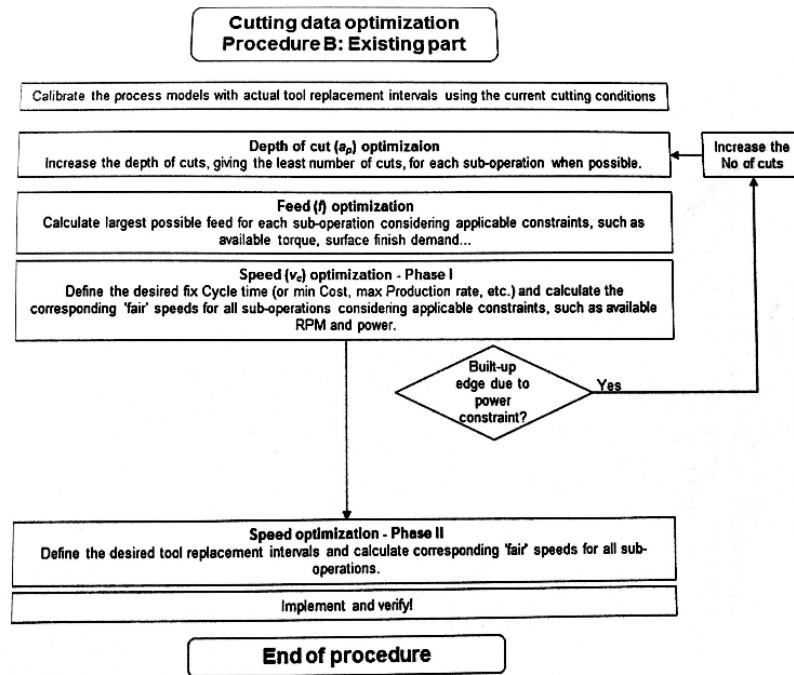 Cutting data optimization
Procedure B: Existing part
Calibrate the process models with actual tool replacement intervals using the current cutting conditions
Depth of cut (ap) optimizaion
Increase the depth of cuts, giving the least number of cuts, for each sub-operation when possible.
Increase the
No of cuts
Feed (f) optimization
Calculate largest possible feed for each sub-operation considering applicable constraints, such as
available torque, surface finish demand...
Speed (vc) optimization - Phase I
Define the desired fix Cycle time (or min Cost, max Production rate, etc.) and calculate the
corresponding 'fair' speeds for all sub-operations considering applicable constraints, such as available
RPM and power.
Built-up
edge due to
power
constraint?
Yes
Speed optimization - Phase II
Define the desired tool replacement intervals and calculate corresponding 'fair' speeds for all sub-
operations.
Implement and verify!
End of procedure